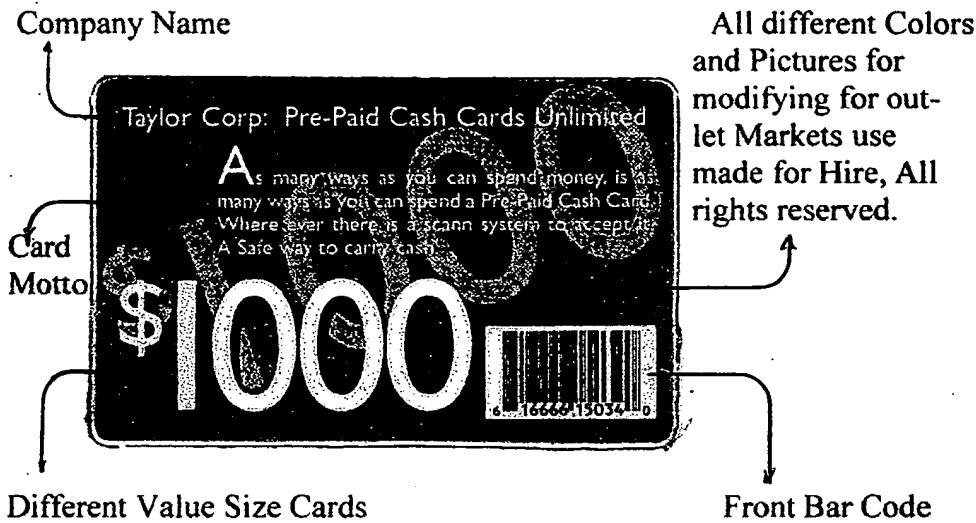 Company Name
All different Colors
and Pictures for
modifying for out-
let Markets use
made for Hire, All
rights reserved.
Taylor Corp: Pre-Paid Cash Cards Unlimited
As many ways as you can spend money, is as
many ways as you can spend a Pre-Paid Cash Card
Where ever there is a scann system to accept it
A Safe way to carry cash
Card
Motto
$1000
6 16666 15034 0
Different Value Size Cards
Front Bar Code